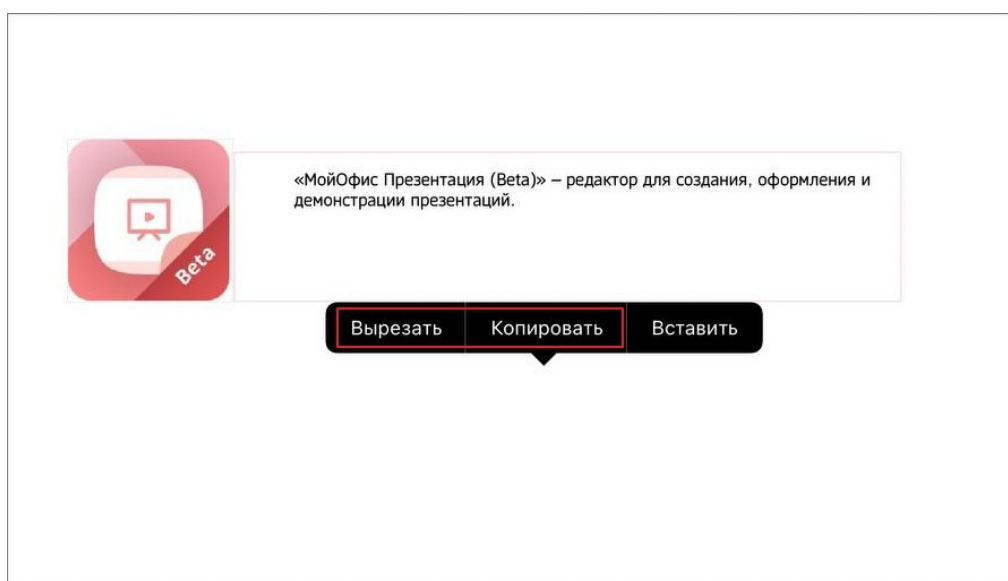 «МойОфис Презентация (Beta)» – редактор для создания, оформления и
демонстрации презентаций.
Beta
Вырезать Копировать Вставить